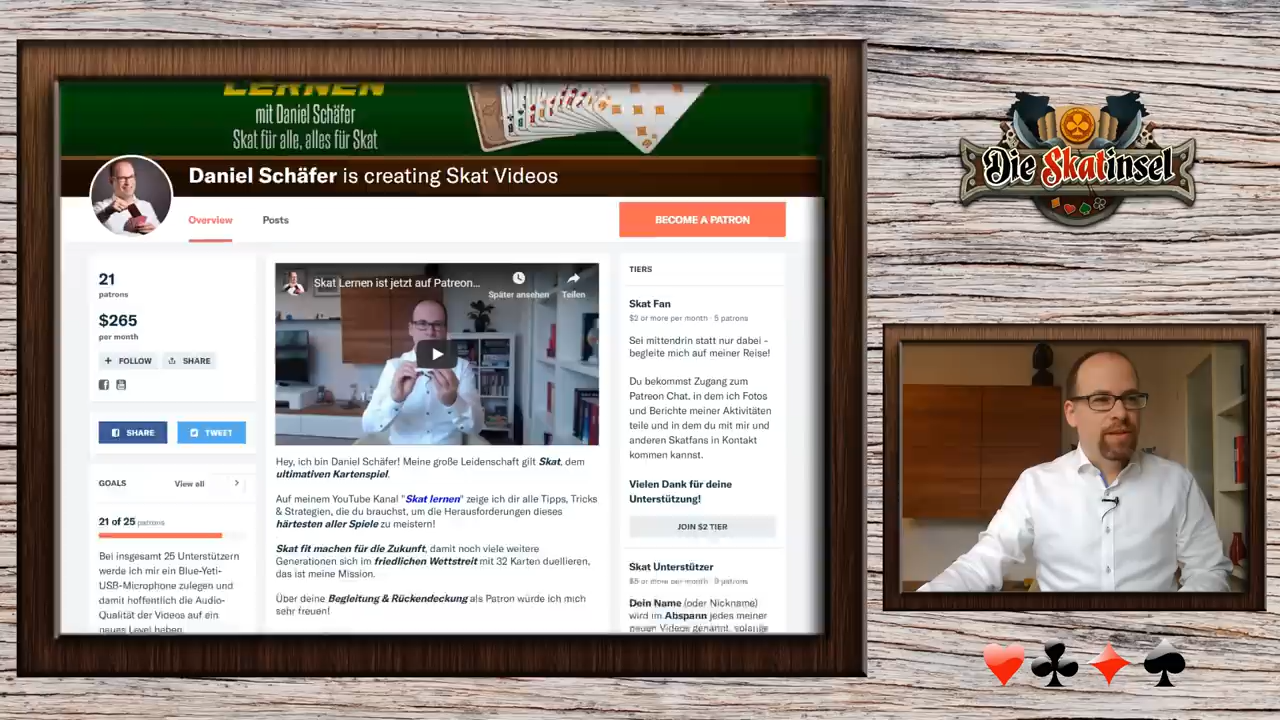 LERNEN
mit Daniel Schäfer
Skat für alle, alles für Skat
Daniel Schäfer is creating Skat Videos
Overview
Posts
BECOME A PATRON
21
patrons
$265
per month
+ FOLLOW
SHARE
SHARE
TWEET
GOALS
View all
21 of 25 patrons
Bei insgesamt 25 Unterstützern
werde ich mir ein Blue-Yeti-
USB-Microphone zulegen und
damit hoffentlich die Audio-
Qualität der Videos auf ein
neues Level heben.
Skat Lernen ist jetzt auf Patreon...
Später ansehen
Teilen
Hey, ich bin Daniel Schäfer! Meine große Leidenschaft gilt Skat, dem
ultimativen Kartenspiel.
Auf meinem YouTube Kanal "Skat lernen" zeige ich dir alle Tipps, Tricks
& Strategien, die du brauchst, um die Herausforderungen dieses
härtesten aller Spiele zu meistern!
Skat fit machen für die Zukunft, damit noch viele weitere
Generationen sich im friedlichen Wettstreit mit 32 Karten duellieren,
das ist meine Mission.
Über deine Begleitung & Rückendeckung als Patron würde ich mich
sehr freuen!
TIERS
Skat Fan
$2 or more per month · 5 patrons
Sei mittendrin statt nur dabei -
begleite mich auf meiner Reise!
Du bekommst Zugang zum
Patreon Chat, in dem ich Fotos
und Berichte meiner Aktivitäten
teile und in dem du mit mir und
anderen Skatfans in Kontakt
kommen kannst.
Vielen Dank für deine
Unterstützung!
JOIN $2 TIER
Skat Unterstützer
$5 or more per month · 9 patrons
Dein Name (oder Nickname)
wird im Abspann jedes meiner
neuen Videos genannt, solange
Die Skatinsel